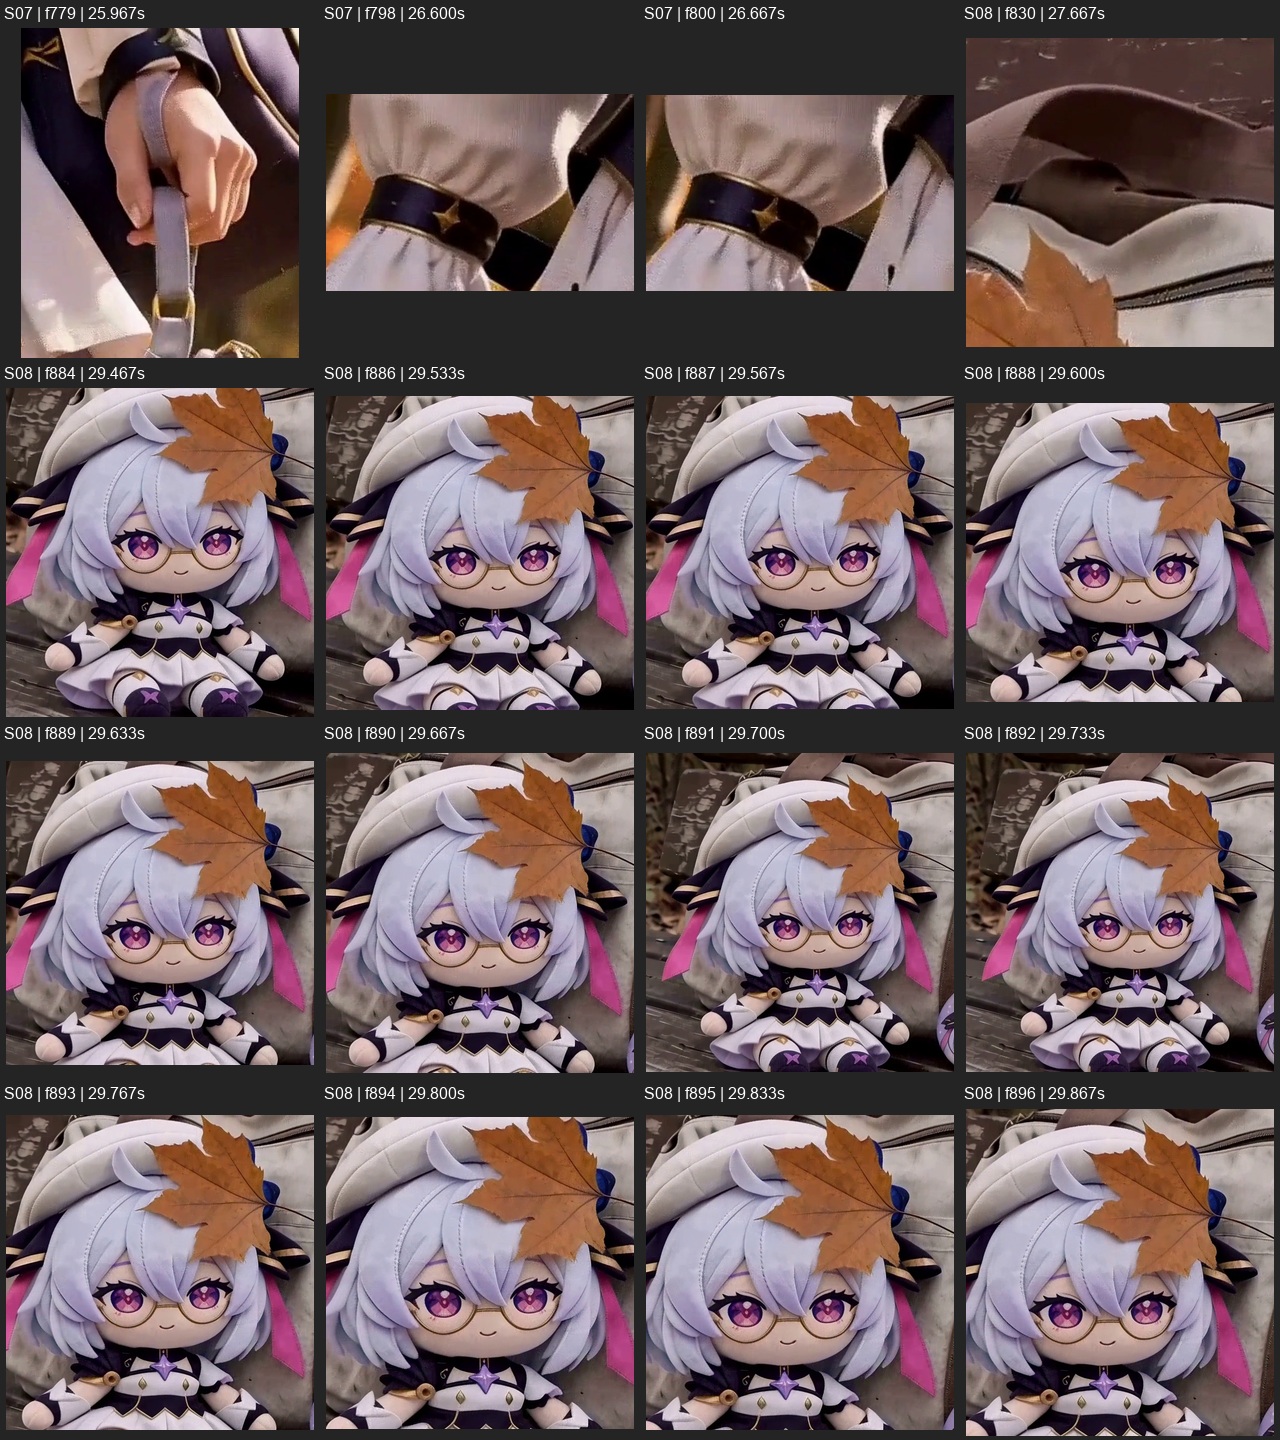 S07 | f779 | 25.967s
S07 | f798 | 26.600s
S07 | f800 | 26.667s
S08 | f830 | 27.667s
S08 | f884 | 29.467s
S08 | f886 | 29.533s
S08 | f887 | 29.567s
S08 | f888 | 29.600s
S08 | f889 | 29.633s
S08 | f890 | 29.667s
S08 | f891 | 29.700s
S08 | f892 | 29.733s
S08 | f893 | 29.767s
S08 | f894 | 29.800s
S08 | f895 | 29.833s
S08 | f896 | 29.867s